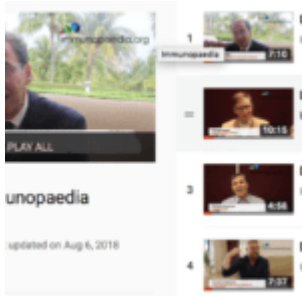 immunopaedia.org
PLAY ALL
unopaedia
updated on Aug 6, 2018
1
7:10
Immunopaedia
=
10:15
3
4:56
4
7:37